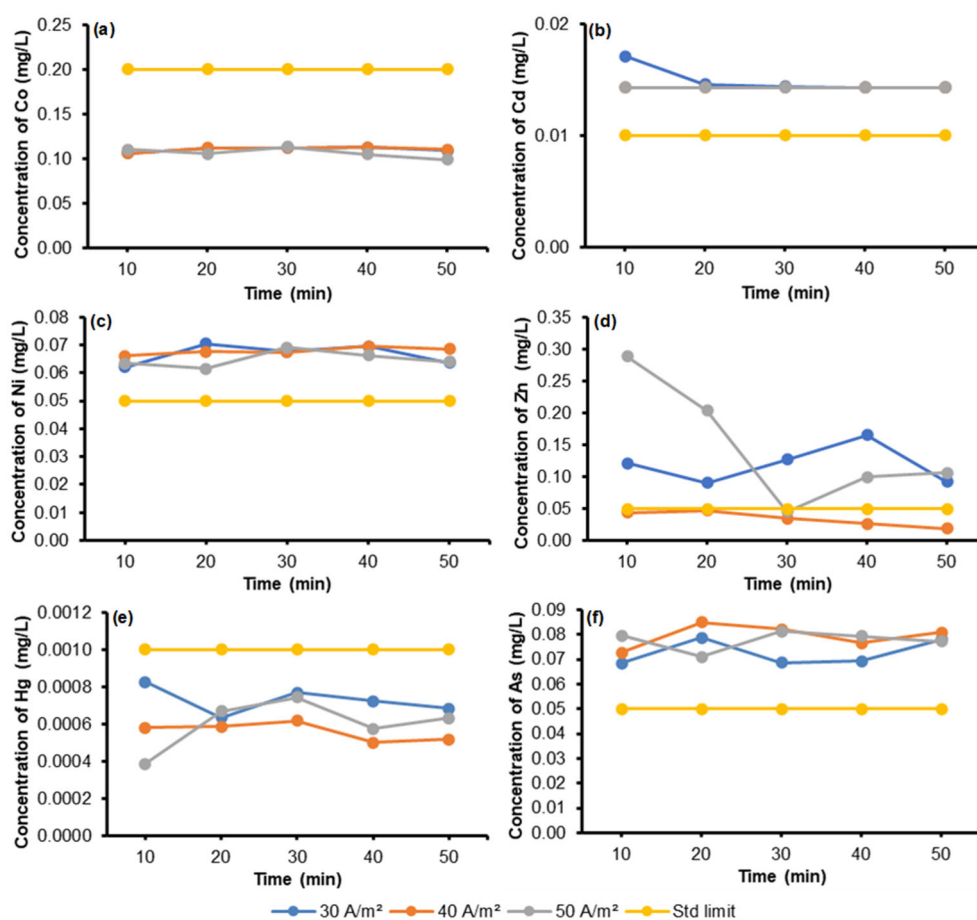 (a)
Concentration of Co (mg/L)
0.25
0.20
0.15
0.10
0.05
0.00
10 20 30 40 50
Time (min)
(b)
Concentration of Cd (mg/L)
0.02
0.01
0.00
10 20 30 40 50
Time (min)
(c)
Concentration of Ni (mg/L)
0.08
0.07
0.06
0.05
0.04
0.03
0.02
0.01
0.00
10 20 30 40 50
Time (min)
(d)
Concentration of Zn (mg/L)
0.35
0.30
0.25
0.20
0.15
0.10
0.05
0.00
10 20 30 40 50
Time (min)
(e)
Concentration of Hg (mg/L)
0.0012
0.0010
0.0008
0.0006
0.0004
0.0002
0.0000
10 20 30 40 50
Time (min)
(f)
Concentration of As (mg/L)
0.09
0.08
0.07
0.06
0.05
0.04
0.03
0.02
0.01
0.00
10 20 30 40 50
Time (min)
30 A/m² 40 A/m² 50 A/m² Std limit